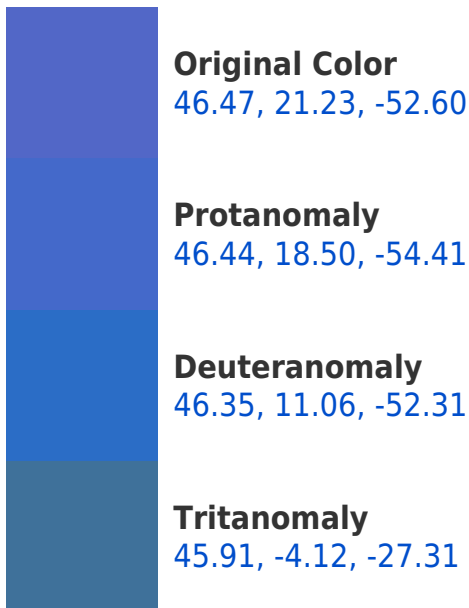 Original Color
46.47, 21.23, -52.60
Protanomaly
46.44, 18.50, -54.41
Deuteranomaly
46.35, 11.06, -52.31
Tritanomaly
45.91, -4.12, -27.31